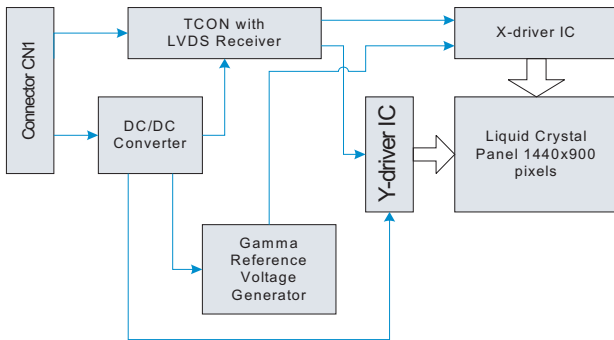 Connector CN1
TCON with
LVDS Receiver
X-driver IC
DC/DC
Converter
Y-driver IC
Liquid Crystal
Panel 1440x900
pixels
Gamma
Reference
Voltage
Generator